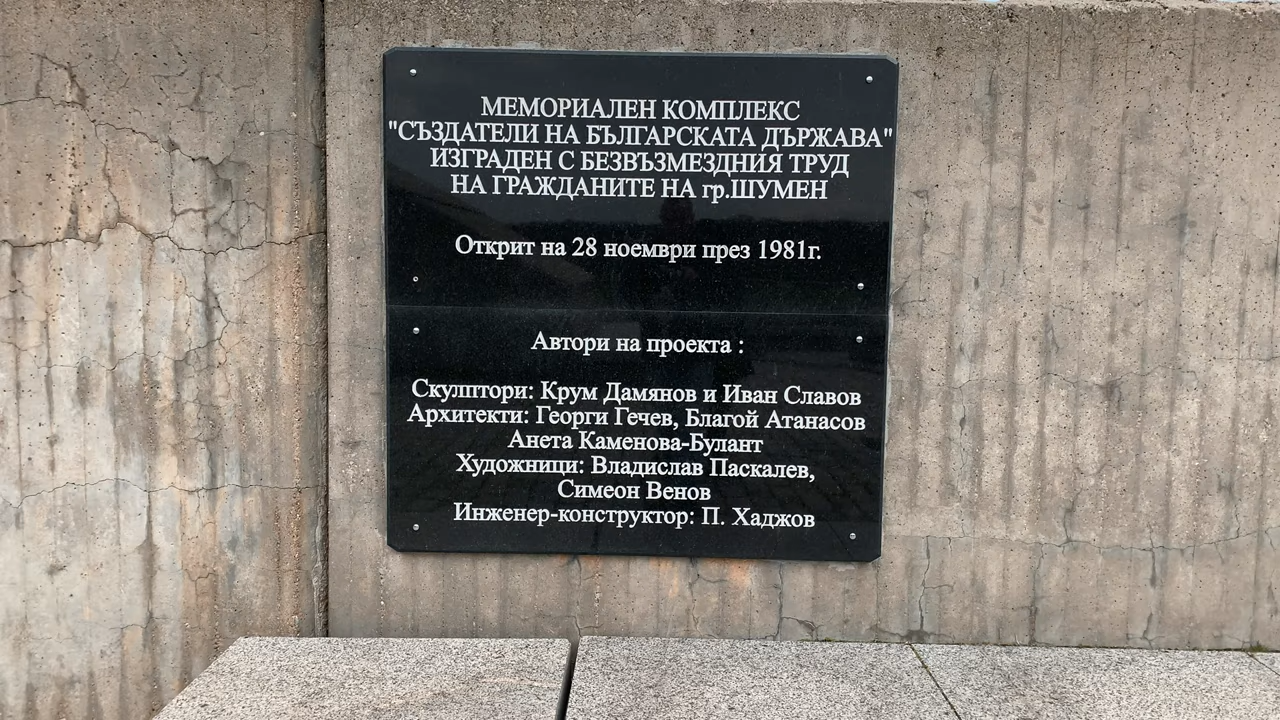 МЕМОРИАЛЕН КОМПЛЕКС
"СЪЗДАТЕЛИ НА БЪЛГАРСКАТА ДЪРЖАВА"
ИЗГРАДЕН С БЕЗВЪЗМЕЗДНИЯ ТРУД
НА ГРАЖДАНИТЕ НА гр.ШУМЕН
Открит на 28 ноември през 1981г.
Автори на проекта :
Скулптори: Крум Дамянов и Иван Славов
Архитекти: Георги Гечев, Благой Атанасов
Анета Каменова-Булант
Художници: Владислав Паскалев,
Симеон Венов
Инженер-конструктор: П. Хаджов